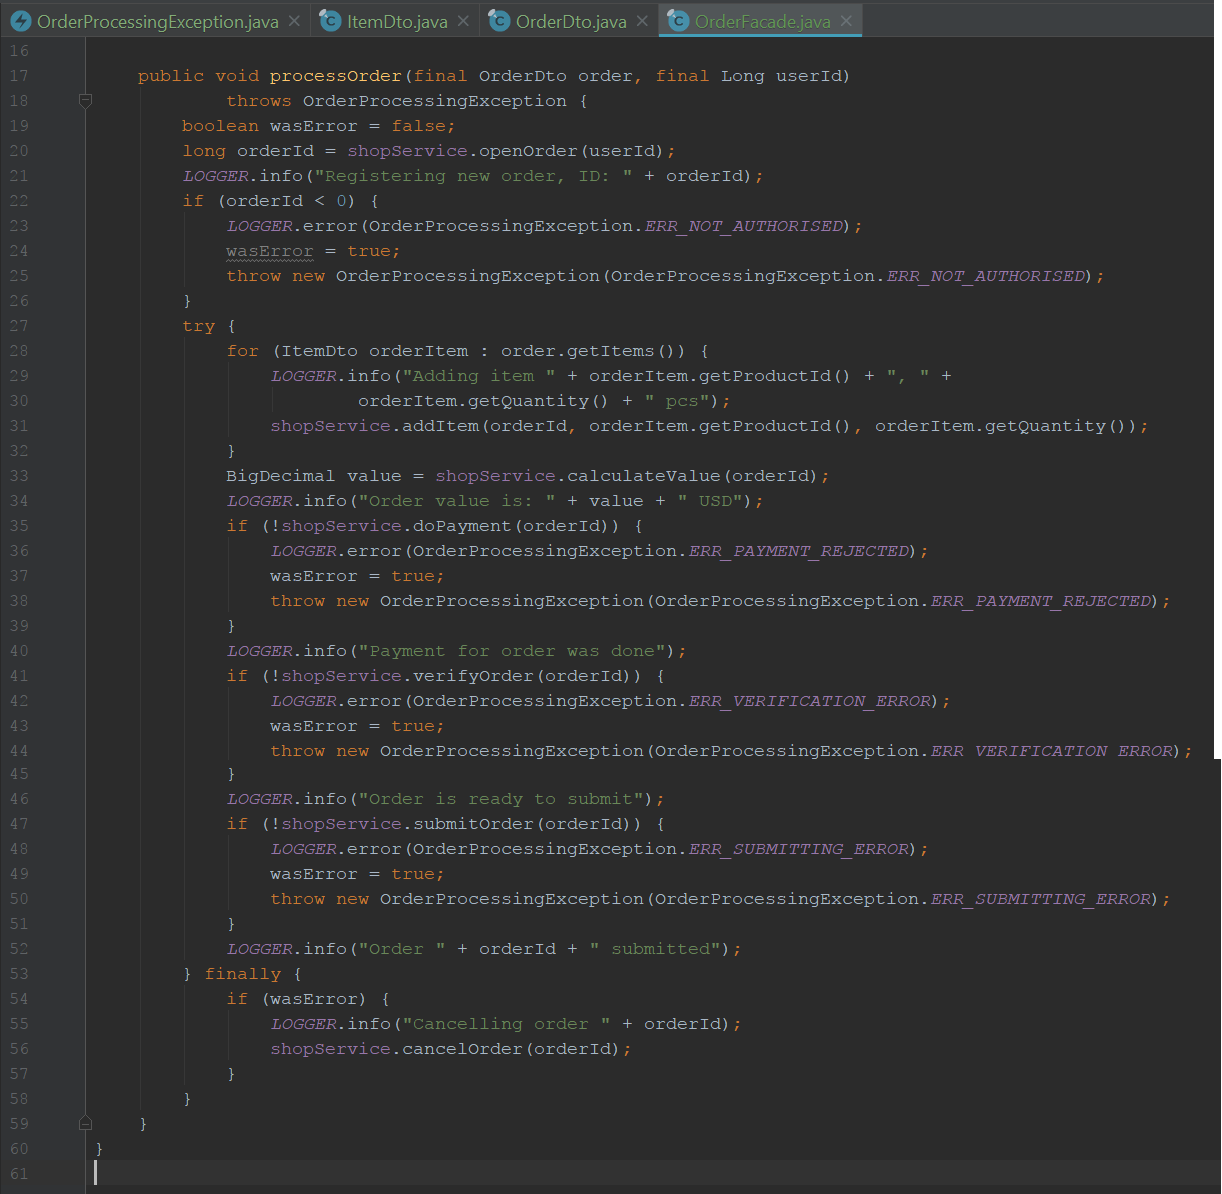 OrderProcessingException.java × ItemDto.java × OrderDto.java × OrderFacade.java ×
16
17 public void processOrder(final OrderDto order, final Long userId)
18 throws OrderProcessingException {
19 boolean wasError = false;
20 long orderId = shopService.openOrder(userId);
21 LOGGER.info("Registering new order, ID: " + orderId);
22 if (orderId < 0) {
23 LOGGER.error(OrderProcessingException.ERR_NOT_AUTHORISED);
24 wasError = true;
25 throw new OrderProcessingException(OrderProcessingException.ERR_NOT_AUTHORISED);
26 }
27 try {
28 for (ItemDto orderItem : order.getItems()) {
29 LOGGER.info("Adding item " + orderItem.getProductId() + ", " +
30 orderItem.getQuantity() + " pcs");
31 shopService.addItem(orderId, orderItem.getProductId(), orderItem.getQuantity());
32 }
33 BigDecimal value = shopService.calculateValue(orderId);
34 LOGGER.info("Order value is: " + value + " USD");
35 if (!shopService.doPayment(orderId)) {
36 LOGGER.error(OrderProcessingException.ERR_PAYMENT_REJECTED);
37 wasError = true;
38 throw new OrderProcessingException(OrderProcessingException.ERR_PAYMENT_REJECTED);
39 }
40 LOGGER.info("Payment for order was done");
41 if (!shopService.verifyOrder(orderId)) {
42 LOGGER.error(OrderProcessingException.ERR_VERIFICATION_ERROR);
43 wasError = true;
44 throw new OrderProcessingException(OrderProcessingException.ERR VERIFICATION ERROR);
45 }
46 LOGGER.info("Order is ready to submit");
47 if (!shopService.submitOrder(orderId)) {
48 LOGGER.error(OrderProcessingException.ERR_SUBMITTING_ERROR);
49 wasError = true;
50 throw new OrderProcessingException(OrderProcessingException.ERR_SUBMITTING_ERROR);
51 }
52 LOGGER.info("Order " + orderId + " submitted");
53 } finally {
54 if (wasError) {
55 LOGGER.info("Cancelling order " + orderId);
56 shopService.cancelOrder(orderId);
57 }
58 }
59 }
60 }
61